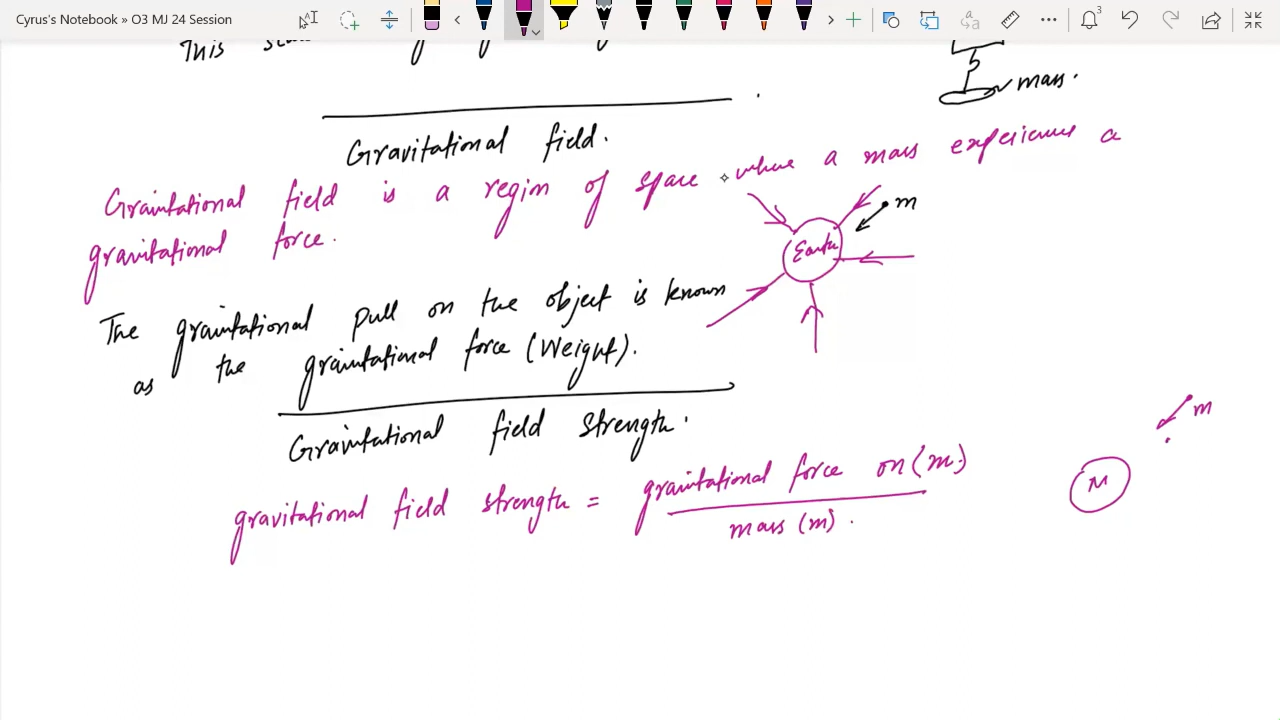 Cyrus's Notebook » O3 MJ 24 Session
3
This
mass.
Gravitational field.
Gravitational field is a region of space where a mass experience a
gravitational force.
Earth
m
The gravitational pull on the object is known
as the gravitational force (Weight).
Gravitational field strength.
m
gravitational field strength = gravitational force on (m)
mass (m).
M